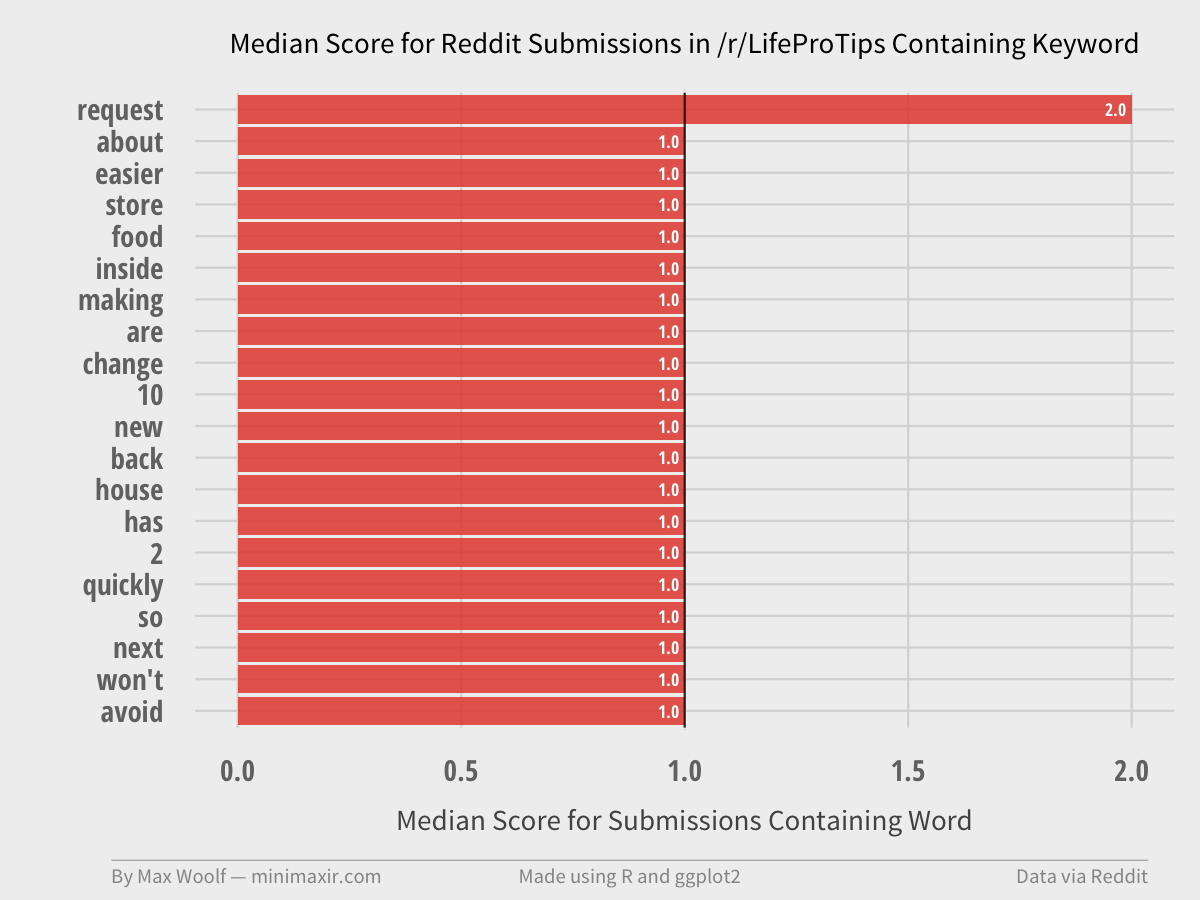 Median Score for Reddit Submissions in /r/LifeProTips Containing Keyword
request 2.0
about 1.0
easier 1.0
store 1.0
food 1.0
inside 1.0
making 1.0
are 1.0
change 1.0
10 1.0
new 1.0
back 1.0
house 1.0
has 1.0
2 1.0
quickly 1.0
so 1.0
next 1.0
won't 1.0
avoid 1.0
0.0 0.5 1.0 1.5 2.0
Median Score for Submissions Containing Word
By Max Woolf — minimaxir.com Made using R and ggplot2 Data via Reddit